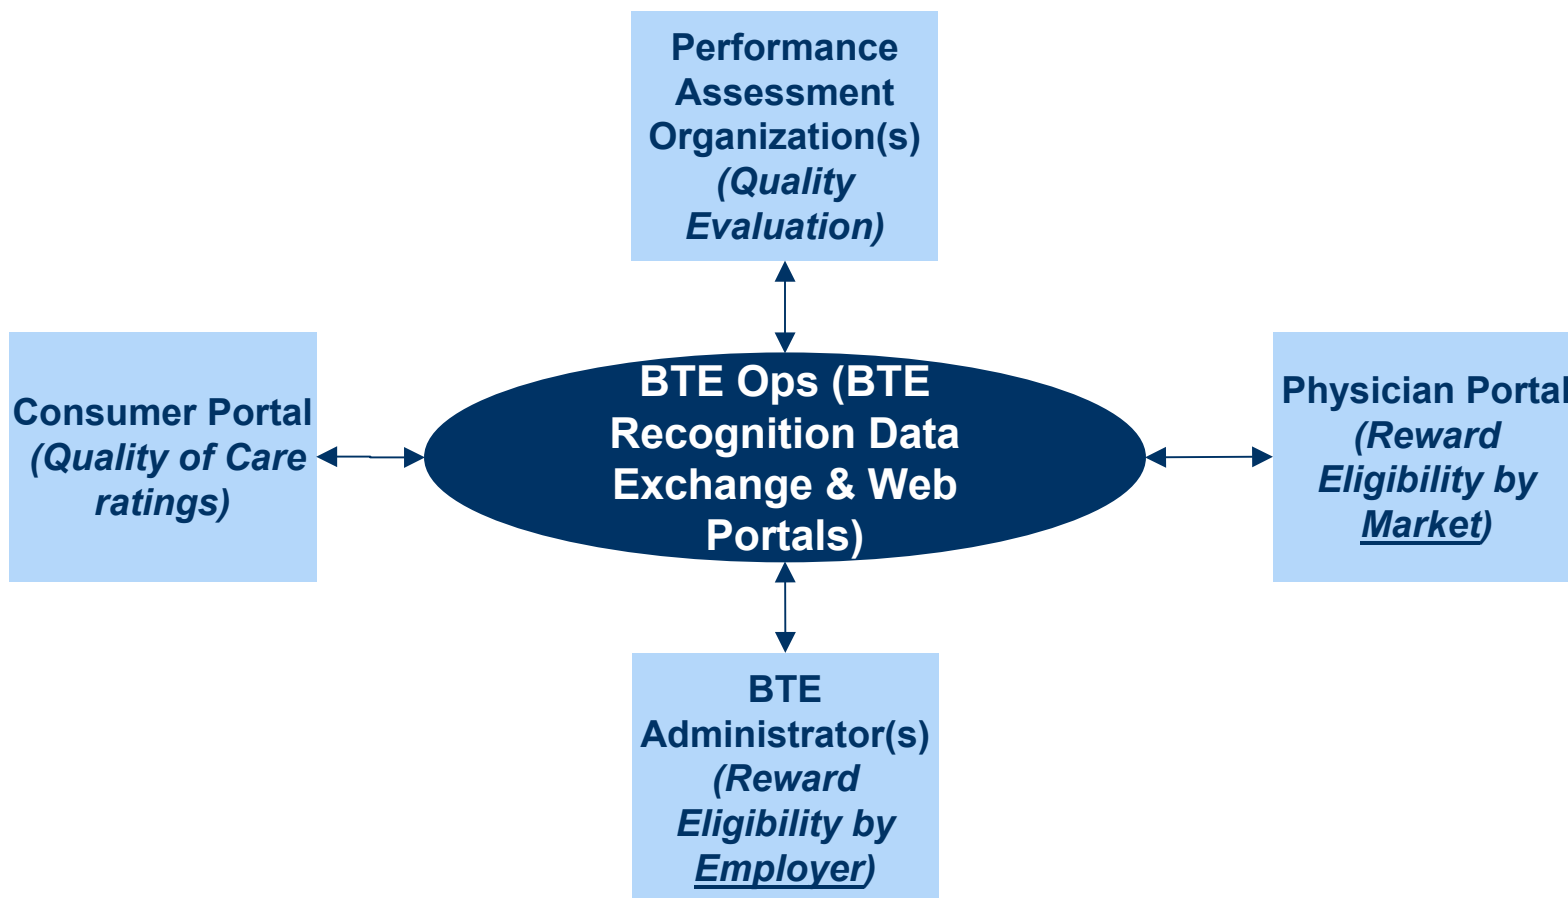 Performance
Assessment
Organization(s)
(Quality
Evaluation)
Consumer Portal
(Quality of Care
ratings)
BTE Ops (BTE
Recognition Data
Exchange & Web
Portals)
Physician Portal
(Reward
Eligibility by
Market)
BTE
Administrator(s)
(Reward
Eligibility by
Employer)